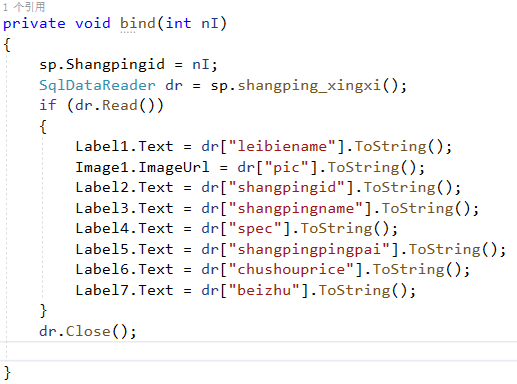 1 个引用
private void bind(int nI)
{
    sp.Shangpingid = nI;
    SqlDataReader dr = sp.shangping_xingxi();
    if (dr.Read())
    {
        Label1.Text = dr["leibiename"].ToString();
        Image1.ImageUrl = dr["pic"].ToString();
        Label2.Text = dr["shangpingid"].ToString();
        Label3.Text = dr["shangpingname"].ToString();
        Label4.Text = dr["spec"].ToString();
        Label5.Text = dr["shangpingpingpai"].ToString();
        Label6.Text = dr["chushouprice"].ToString();
        Label7.Text = dr["beizhu"].ToString();
    }
    dr.Close();
}